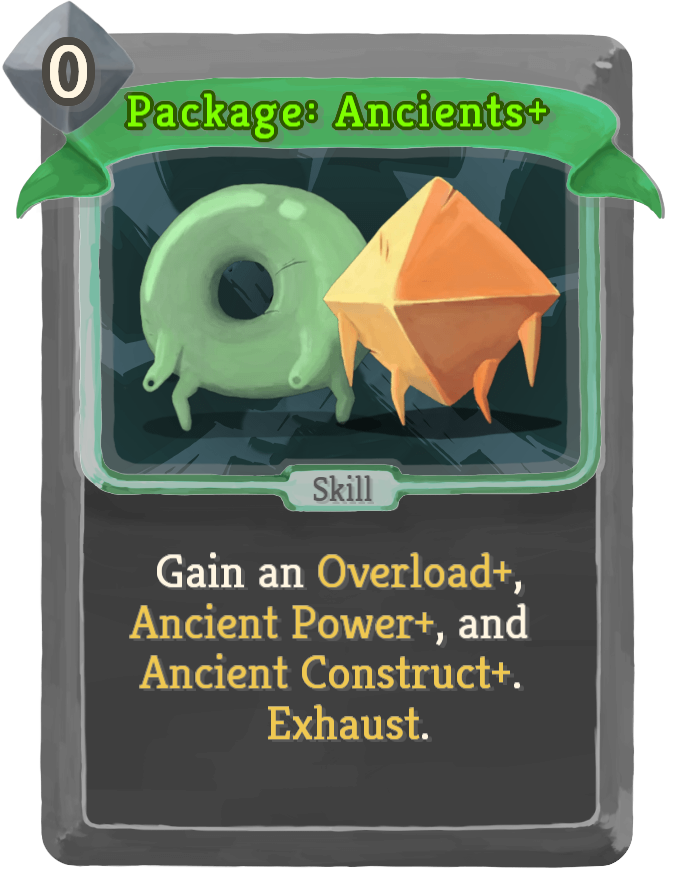 0
Package: Ancients+
Skill
Gain an Overload+,
Ancient Power+, and
Ancient Construct+.
Exhaust.